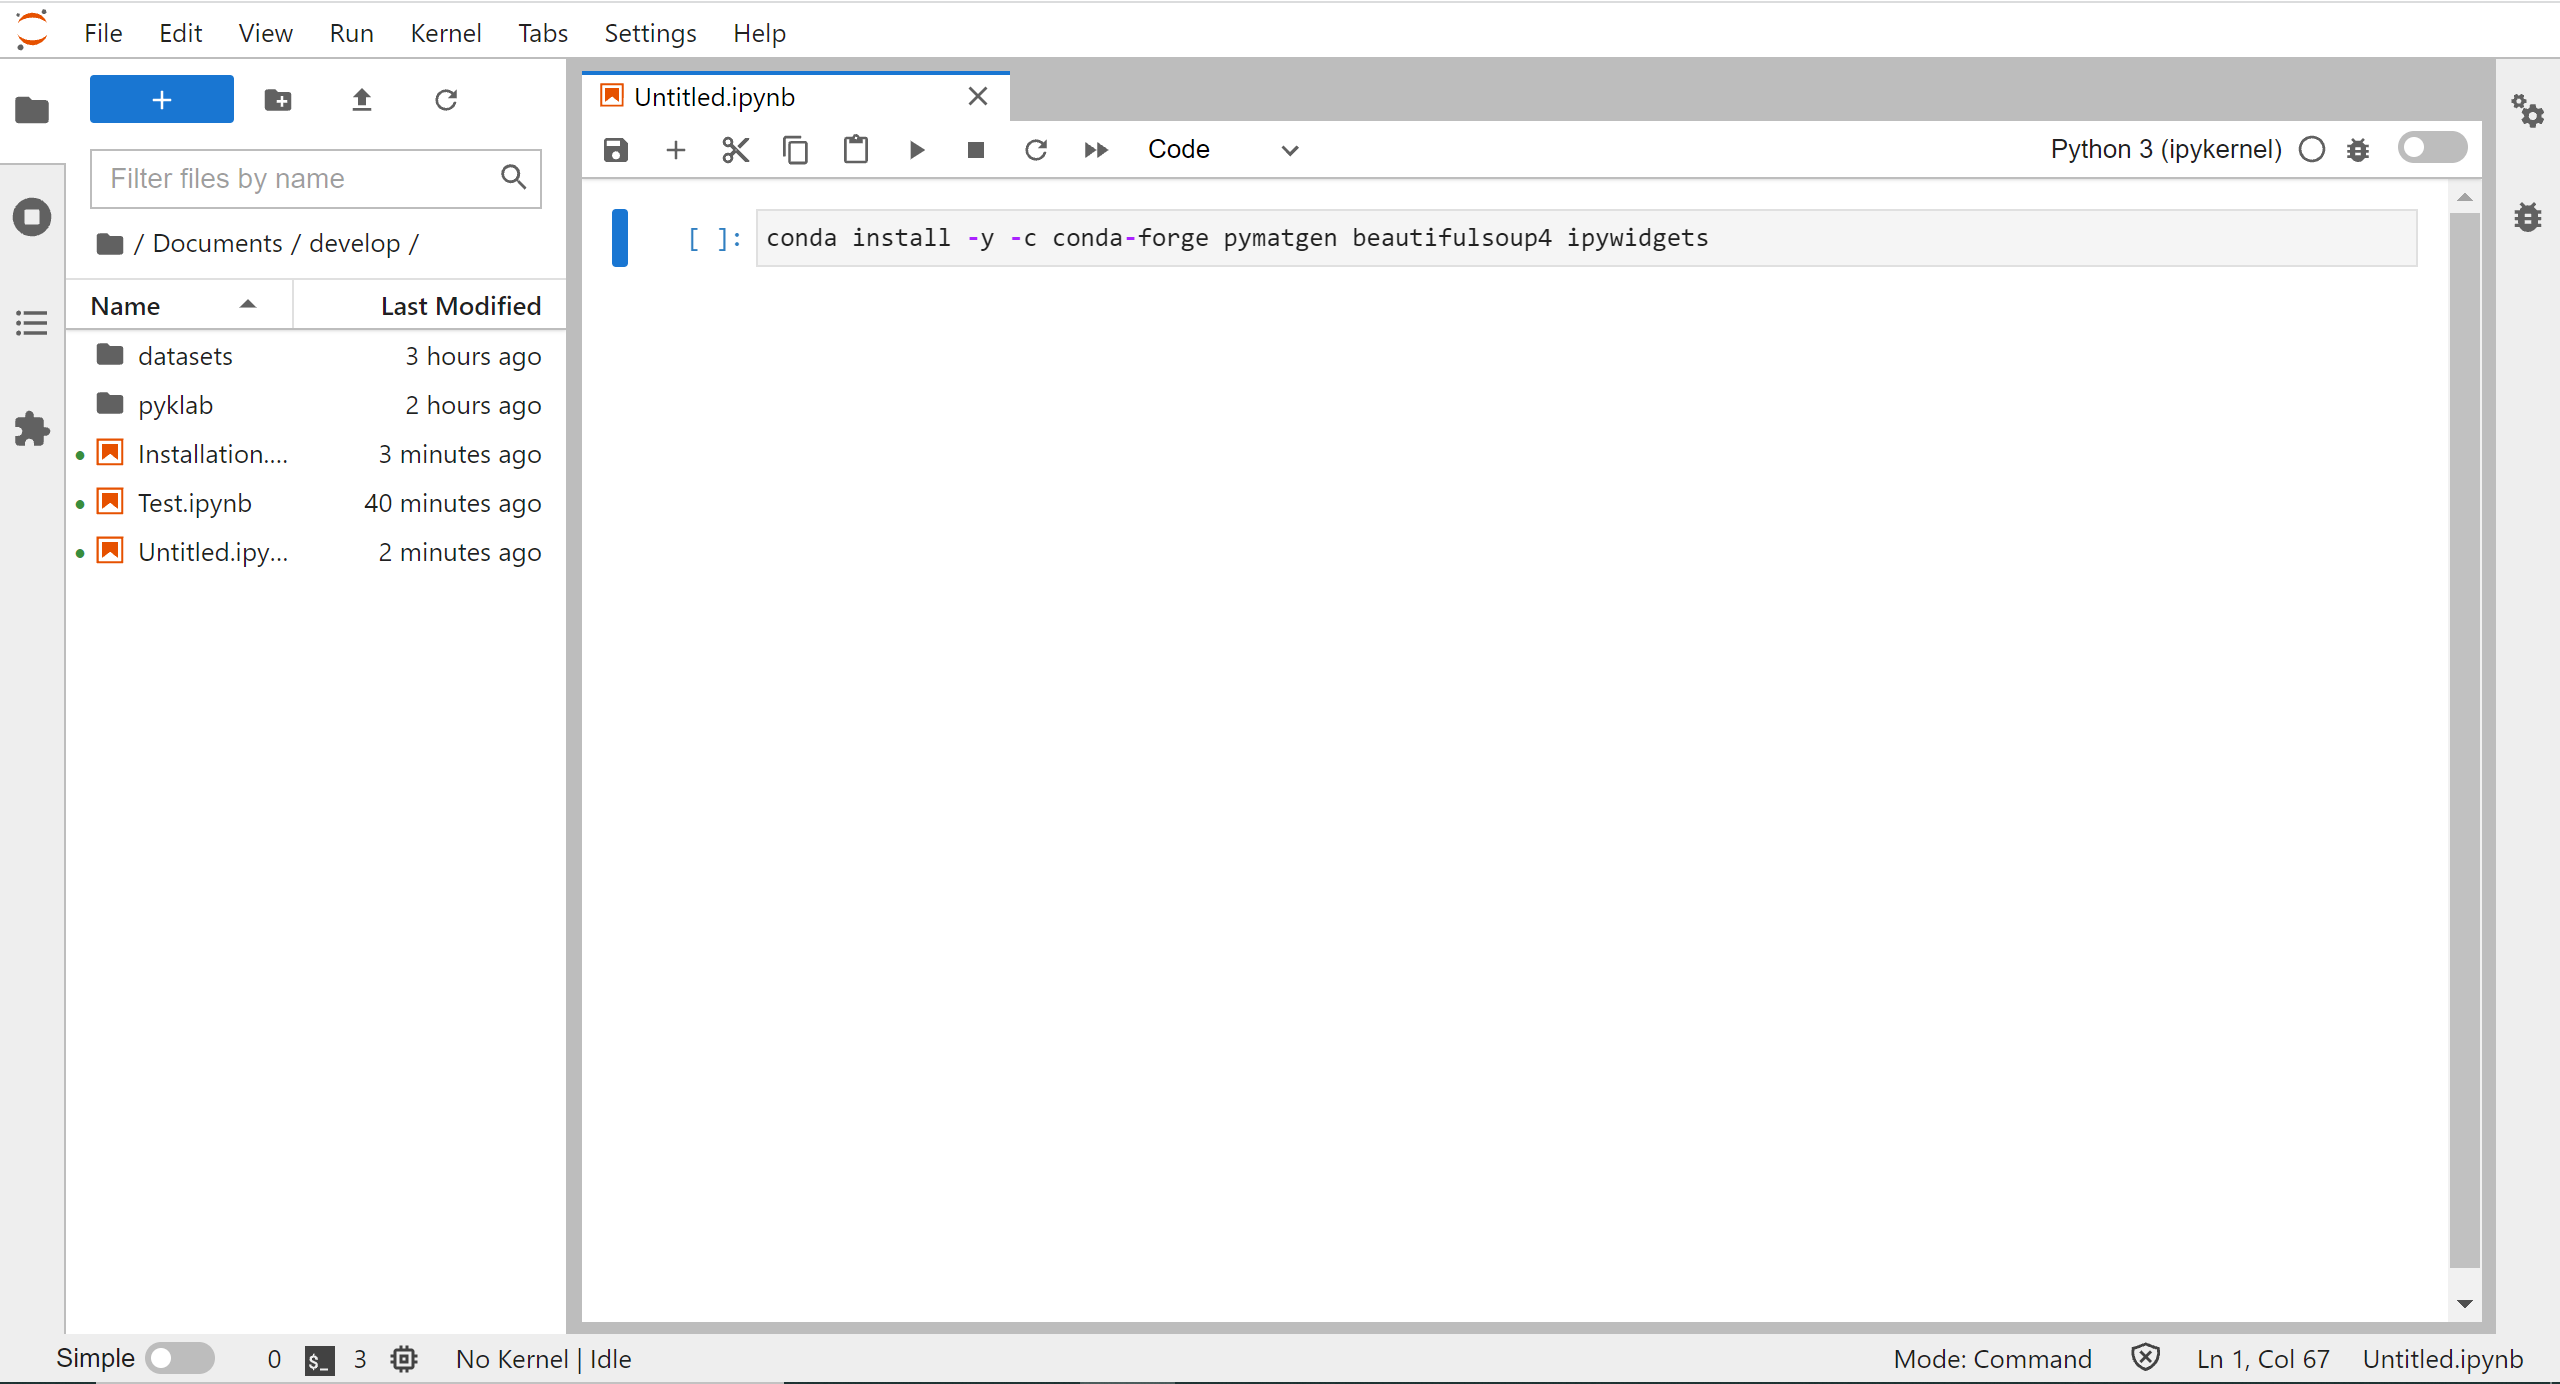 File Edit View Run Kernel Tabs Settings Help
Untitled.ipynb
Filter files by name
Code
Python 3 (ipykernel)
/ Documents / develop /
[ ]: conda install -y -c conda-forge pymatgen beautifulsoup4 ipywidgets
Name Last Modified
datasets 3 hours ago
pyklab 2 hours ago
Installation.... 3 minutes ago
Test.ipynb 40 minutes ago
Untitled.ipy... 2 minutes ago
Simple 0 $_ 3 No Kernel | Idle Mode: Command Ln 1, Col 67 Untitled.ipynb